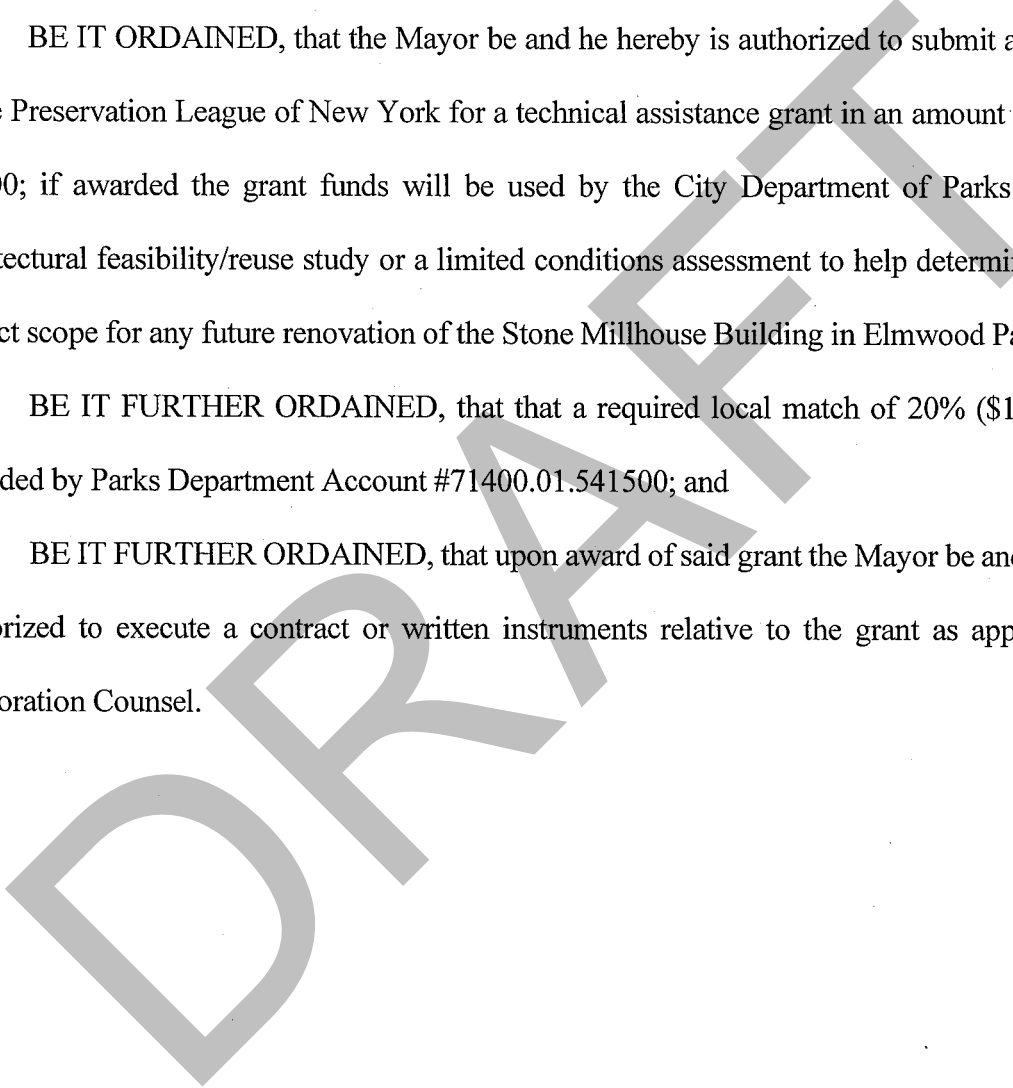 BE IT ORDAINED, that the Mayor be and he hereby is authorized to submit a
Preservation League of New York for a technical assistance grant in an amount
00; if awarded the grant funds will be used by the City Department of Parks
tectural feasibility/reuse study or a limited conditions assessment to help determi
ct scope for any future renovation of the Stone Millhouse Building in Elmwood Pa
BE IT FURTHER ORDAINED, that that a required local match of 20% ($1
ded by Parks Department Account #71400.01.541500; and
BE IT FURTHER ORDAINED, that upon award of said grant the Mayor be and
rized to execute a contract or written instruments relative to the grant as app
oration Counsel.
DRAFT